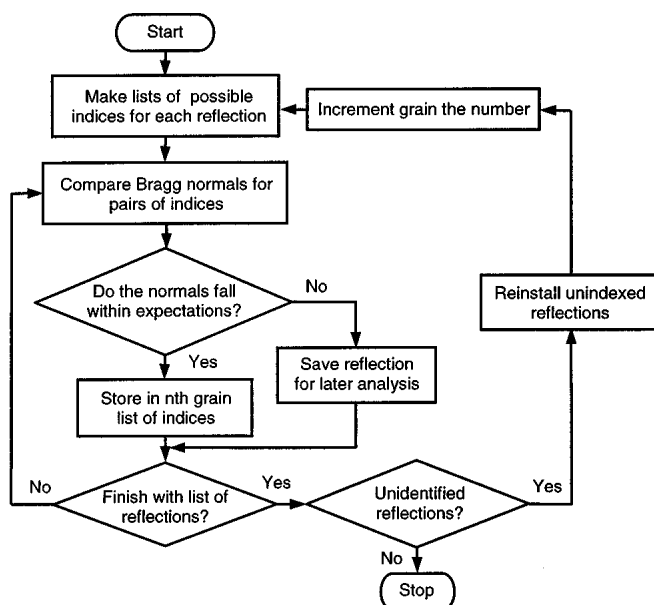 Start
Make lists of possible
indices for each reflection
Increment grain the number
Compare Bragg normals for
pairs of indices
Do the normals fall
within expectations?
No
Reinstall unindexed
reflections
Yes
Save reflection
for later analysis
Store in nth grain
list of indices
No
Finish with list of
reflections?
Yes
Unidentified
reflections?
Yes
No
Stop